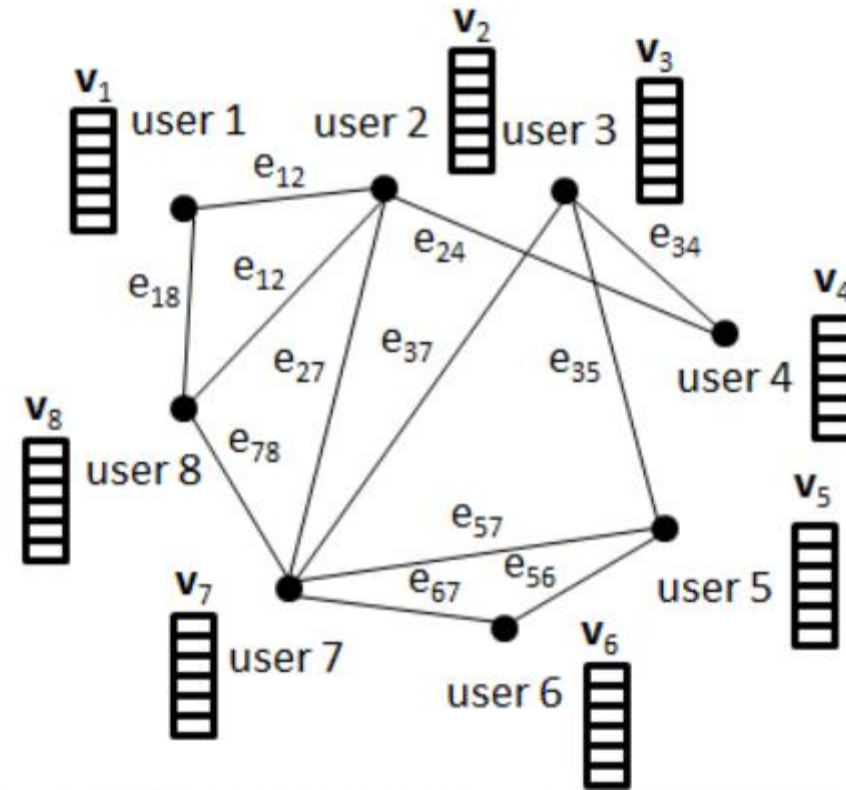 v₂
v₃
v₁
user 1
user 2
user 3
e₁₂
e₂₄
e₃₄
e₁₈
e₁₂
v₄
e₂₇
e₃₇
e₃₅
user 4
v₈
e₇₈
user 8
v₅
e₅₇
e₅₆
v₇
e₆₇
user 5
user 7
v₆
user 6